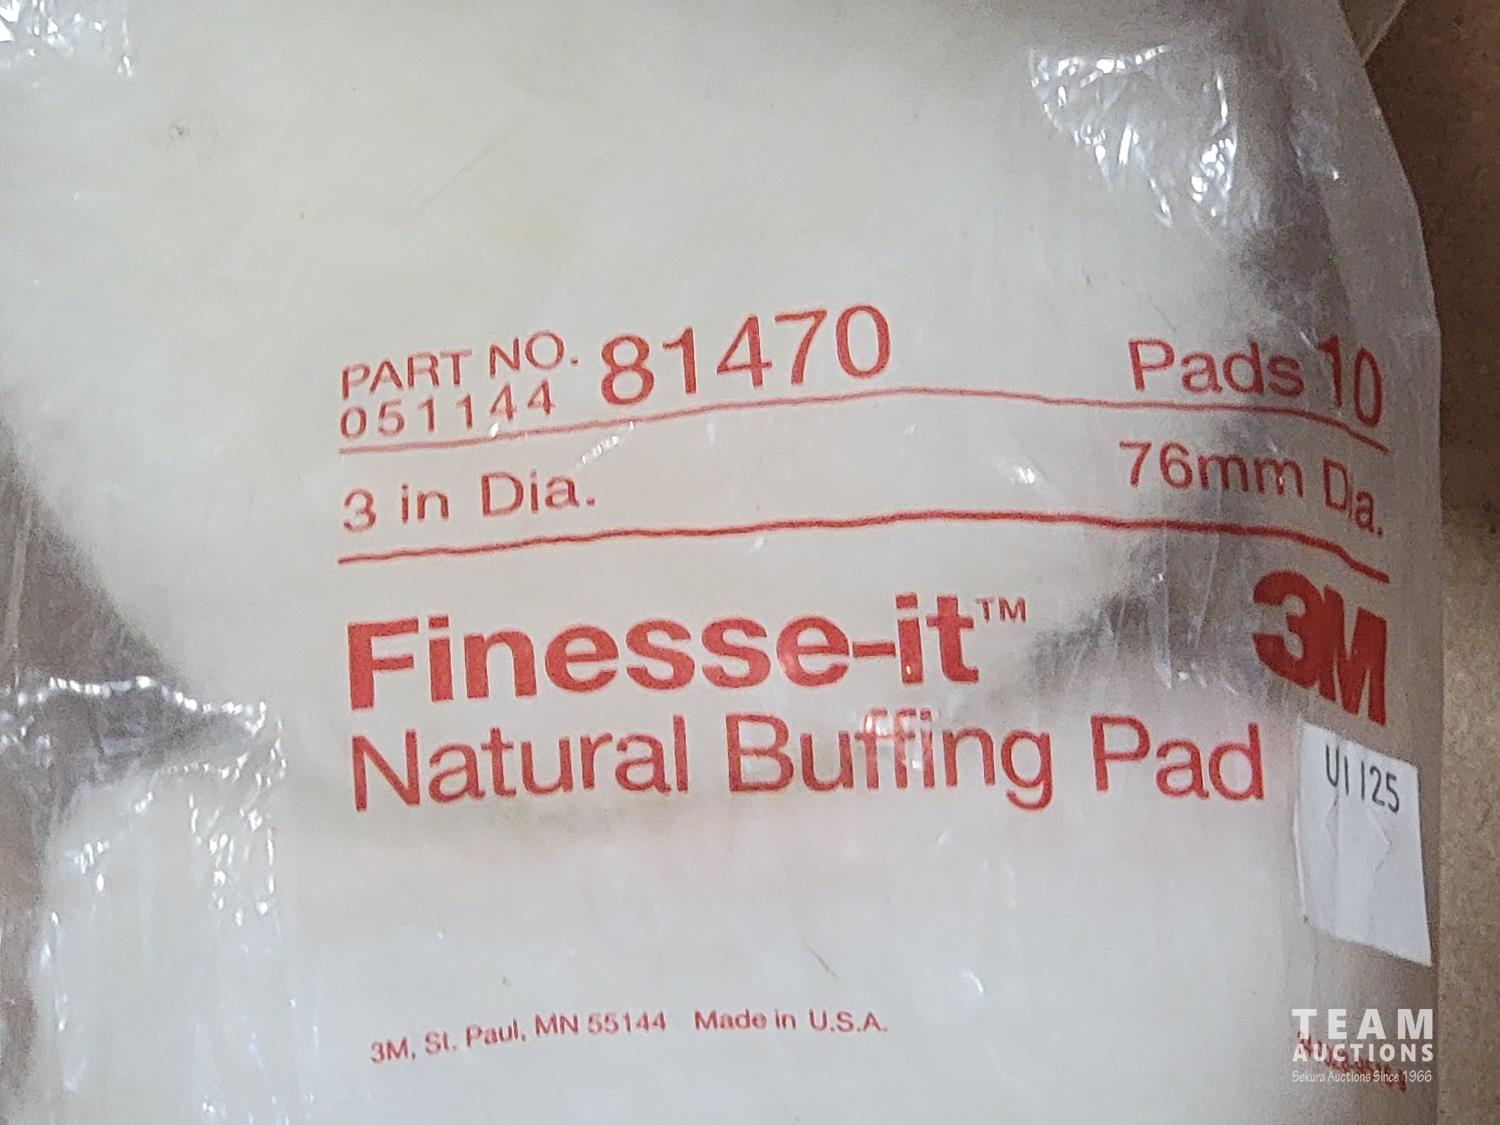 PART NO. 81470 Pads 10
051144
3 in Dia. 76mm Dia.
Finesse-it™ 3M
Natural Buffing Pad
U1125
3M, St. Paul, MN 55144 Made in U.S.A.
TEAM
AUCTIONS
Sekura Auctions Since 1966